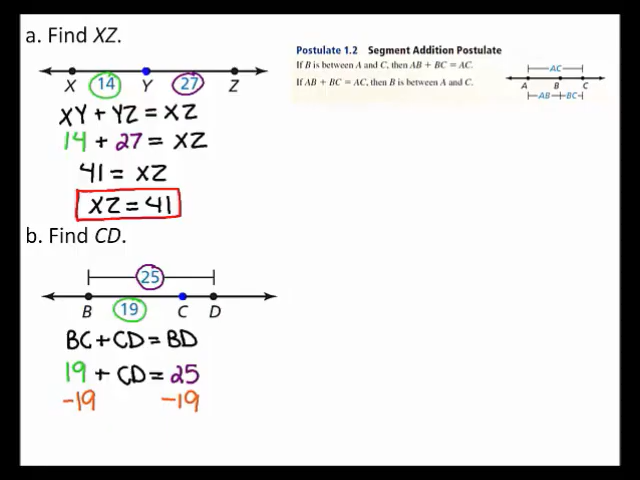 a. Find XZ.
X 14 Y 27 Z
XY + YZ = XZ
14 + 27 = XZ
41 = XZ
XZ = 41
Postulate 1.2 Segment Addition Postulate
If B is between A and C, then AB + BC = AC.
If AB + BC = AC, then B is between A and C.
AC
A B C
AB BC
b. Find CD.
25
B 19 C D
BC + CD = BD
19 + CD = 25
-19 -19